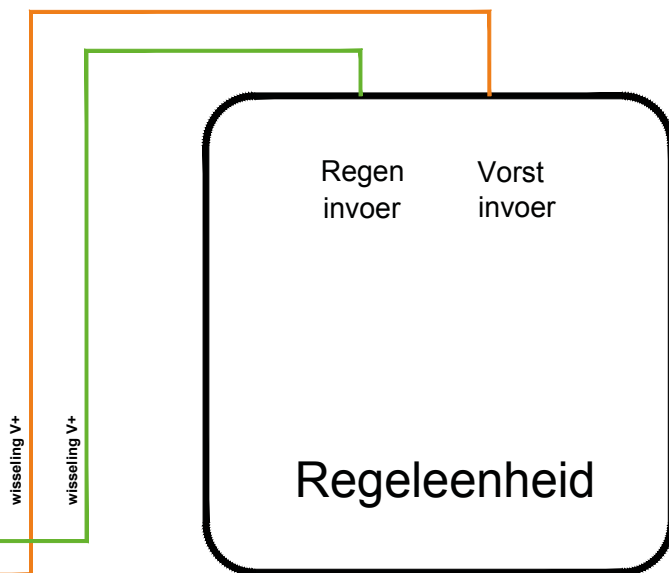 Regen
invoer
Vorst
invoer
wisseling V+
wisseling V+
Regeleenheid